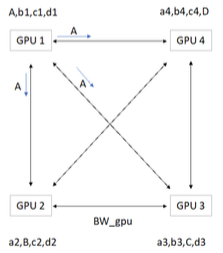 A,b1,c1,d1
a4,b4,c4,D
A
GPU 1
GPU 4
A
A
GPU 2
GPU 3
BW_gpu
a2,B,c2,d2
a3,b3,C,d3